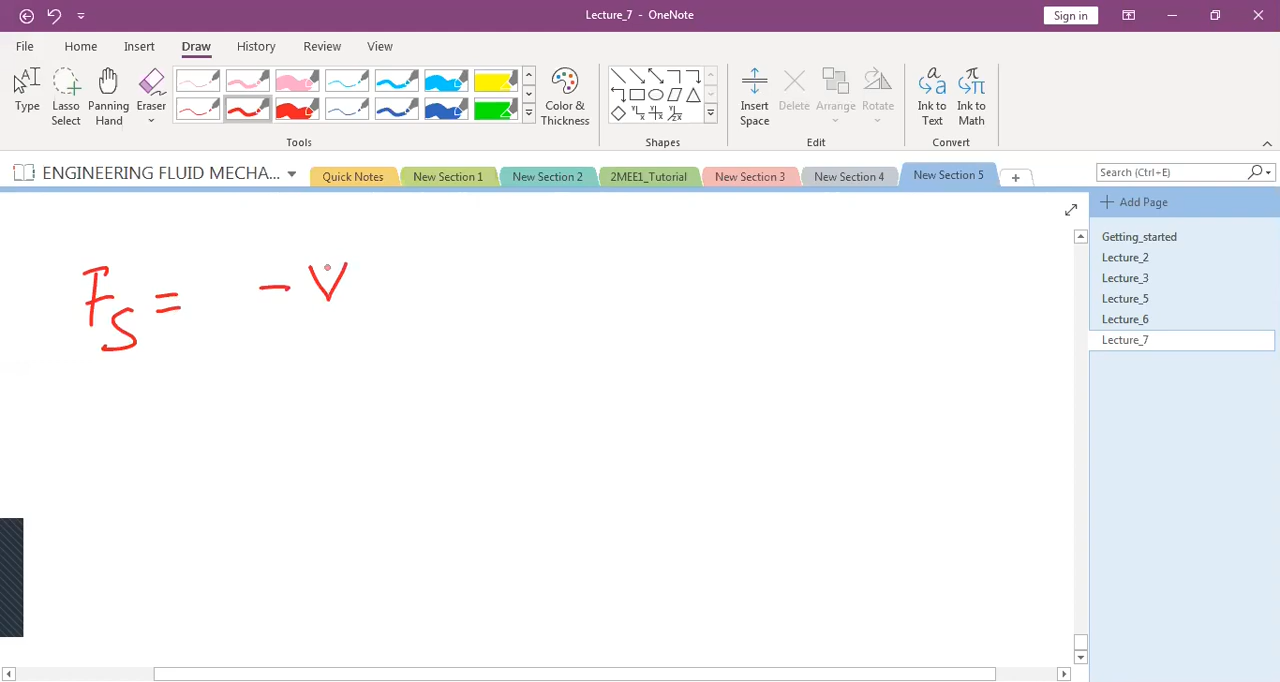 Lecture_7 - OneNote
Sign in
File Home Insert Draw History Review View
Type
Lasso Select
Panning Hand
Eraser
Color & Thickness
Insert Space
Delete
Arrange
Rotate
Ink to Text
Ink to Math
Tools
Shapes
Edit
Convert
ENGINEERING FLUID MECHA...
Quick Notes New Section 1 New Section 2 2MEE1_Tutorial New Section 3 New Section 4 New Section 5
Search (Ctrl+E)
Add Page
Getting_started
Lecture_2
Lecture_3
Lecture_5
Lecture_6
Lecture_7
F_S = - V